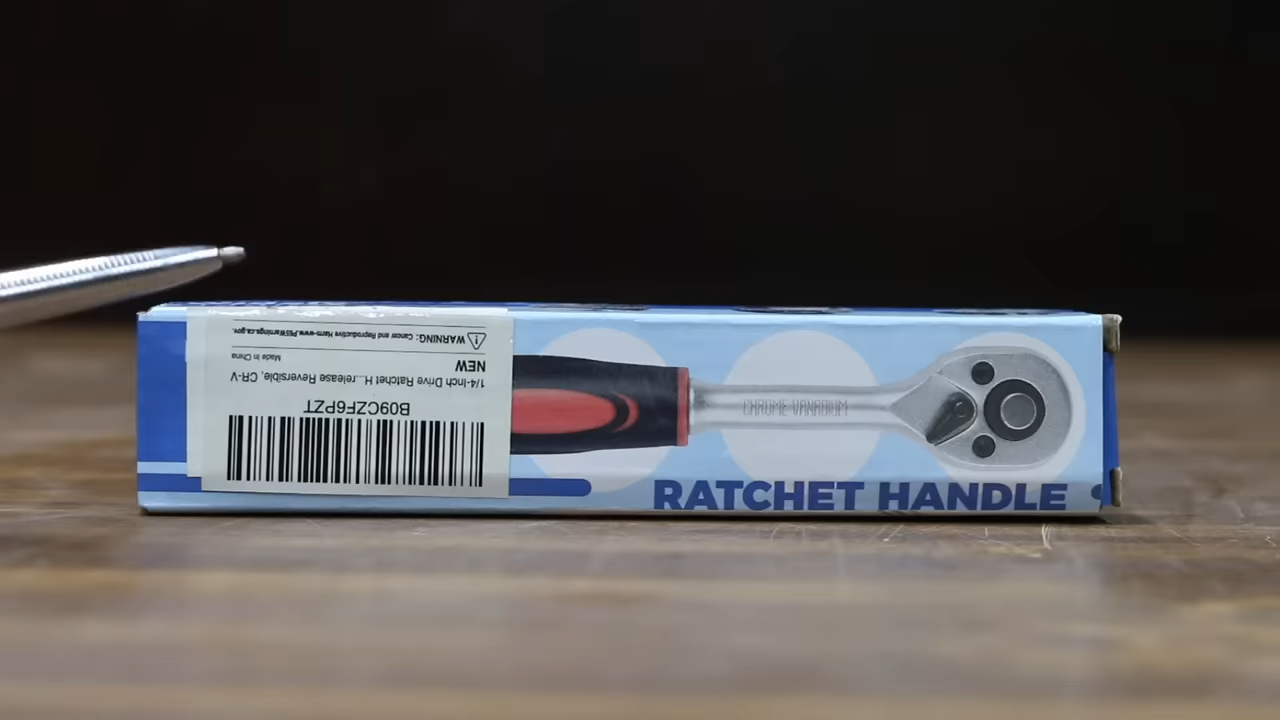 ⚠ WARNING: Cancer and Reproductive Harm-www.P65Warnings.ca.gov.
NEW
Made in China
1/4-Inch Drive Ratchet H....release Reversible, CR-V
B09CZF6PZT
CHROME VANADIUM
RATCHET HANDLE